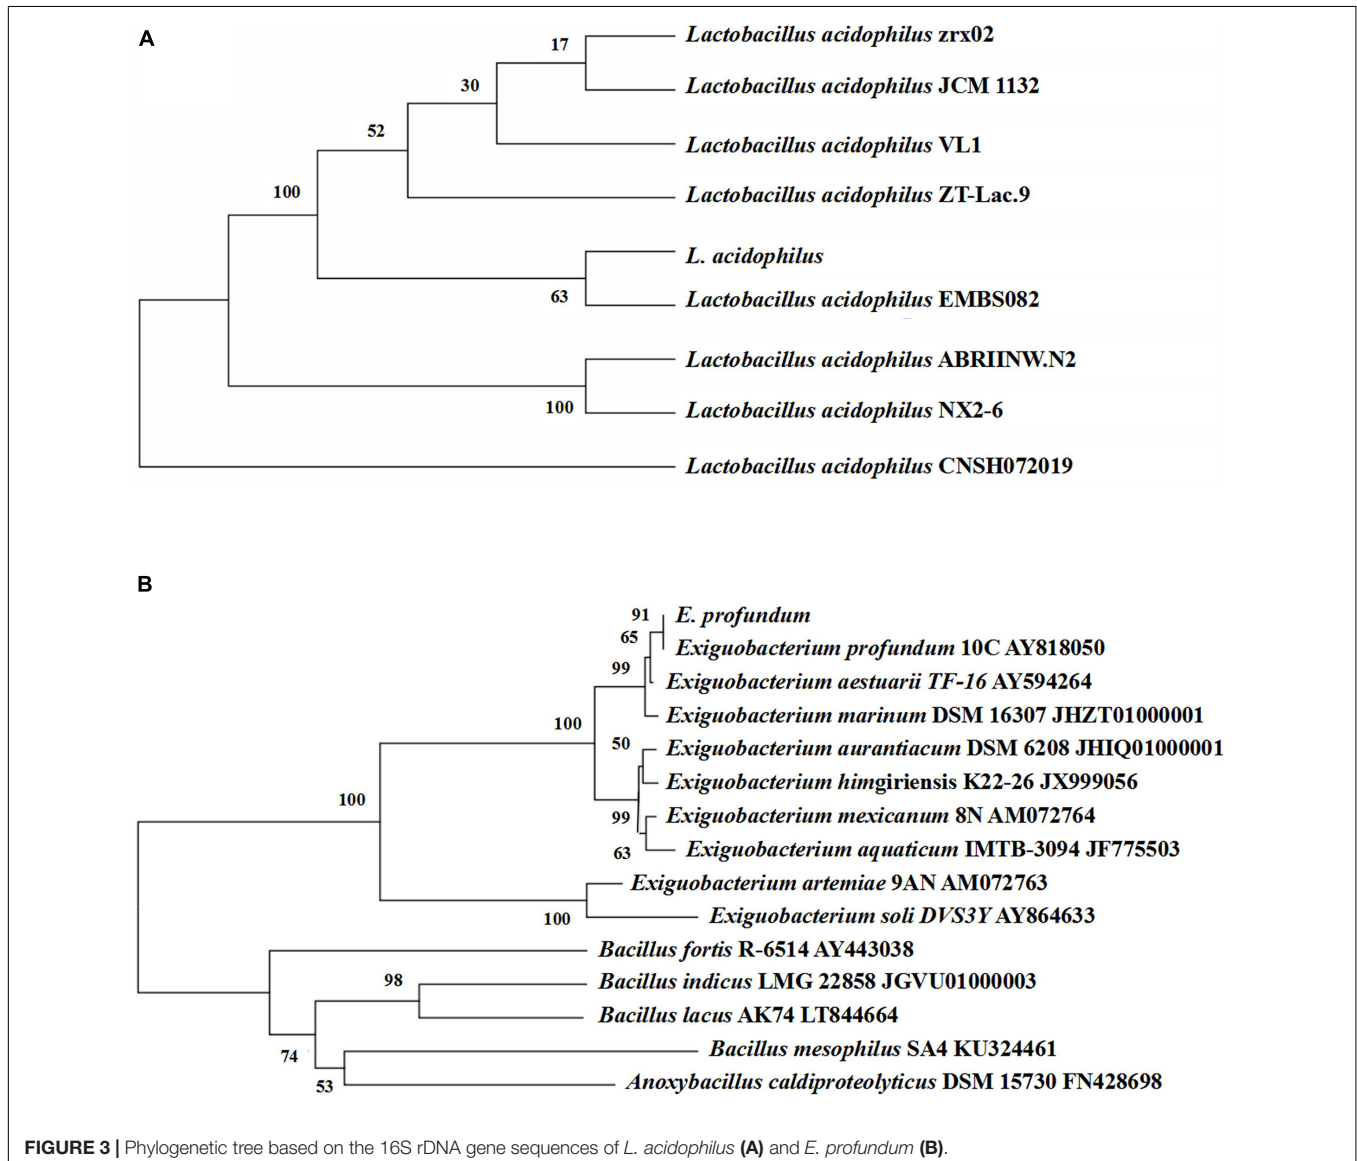 A
17
Lactobacillus acidophilus zrx02
Lactobacillus acidophilus JCM 1132
30
Lactobacillus acidophilus VL1
52
Lactobacillus acidophilus ZT-Lac.9
100
L. acidophilus
63
Lactobacillus acidophilus EMBS082
Lactobacillus acidophilus ABRIINW.N2
100
Lactobacillus acidophilus NX2-6
Lactobacillus acidophilus CNSH072019
B
91
E. profundum
65
Exiguobacterium profundum 10C AY818050
99
Exiguobacterium aestuarii TF-16 AY594264
Exiguobacterium marinum DSM 16307 JHZT01000001
100
50
Exiguobacterium aurantiacum DSM 6208 JHIQ01000001
Exiguobacterium himgiriensis K22-26 JX999056
100
99
Exiguobacterium mexicanum 8N AM072764
63
Exiguobacterium aquaticum IMTB-3094 JF775503
Exiguobacterium artemiae 9AN AM072763
100
Exiguobacterium soli DVS3Y AY864633
Bacillus fortis R-6514 AY443038
98
Bacillus indicus LMG 22858 JGVU01000003
Bacillus lacus AK74 LT844664
74
Bacillus mesophilus SA4 KU324461
53
Anoxybacillus caldiproteolyticus DSM 15730 FN428698
FIGURE 3 | Phylogenetic tree based on the 16S rDNA gene sequences of L. acidophilus (A) and E. profundum (B).